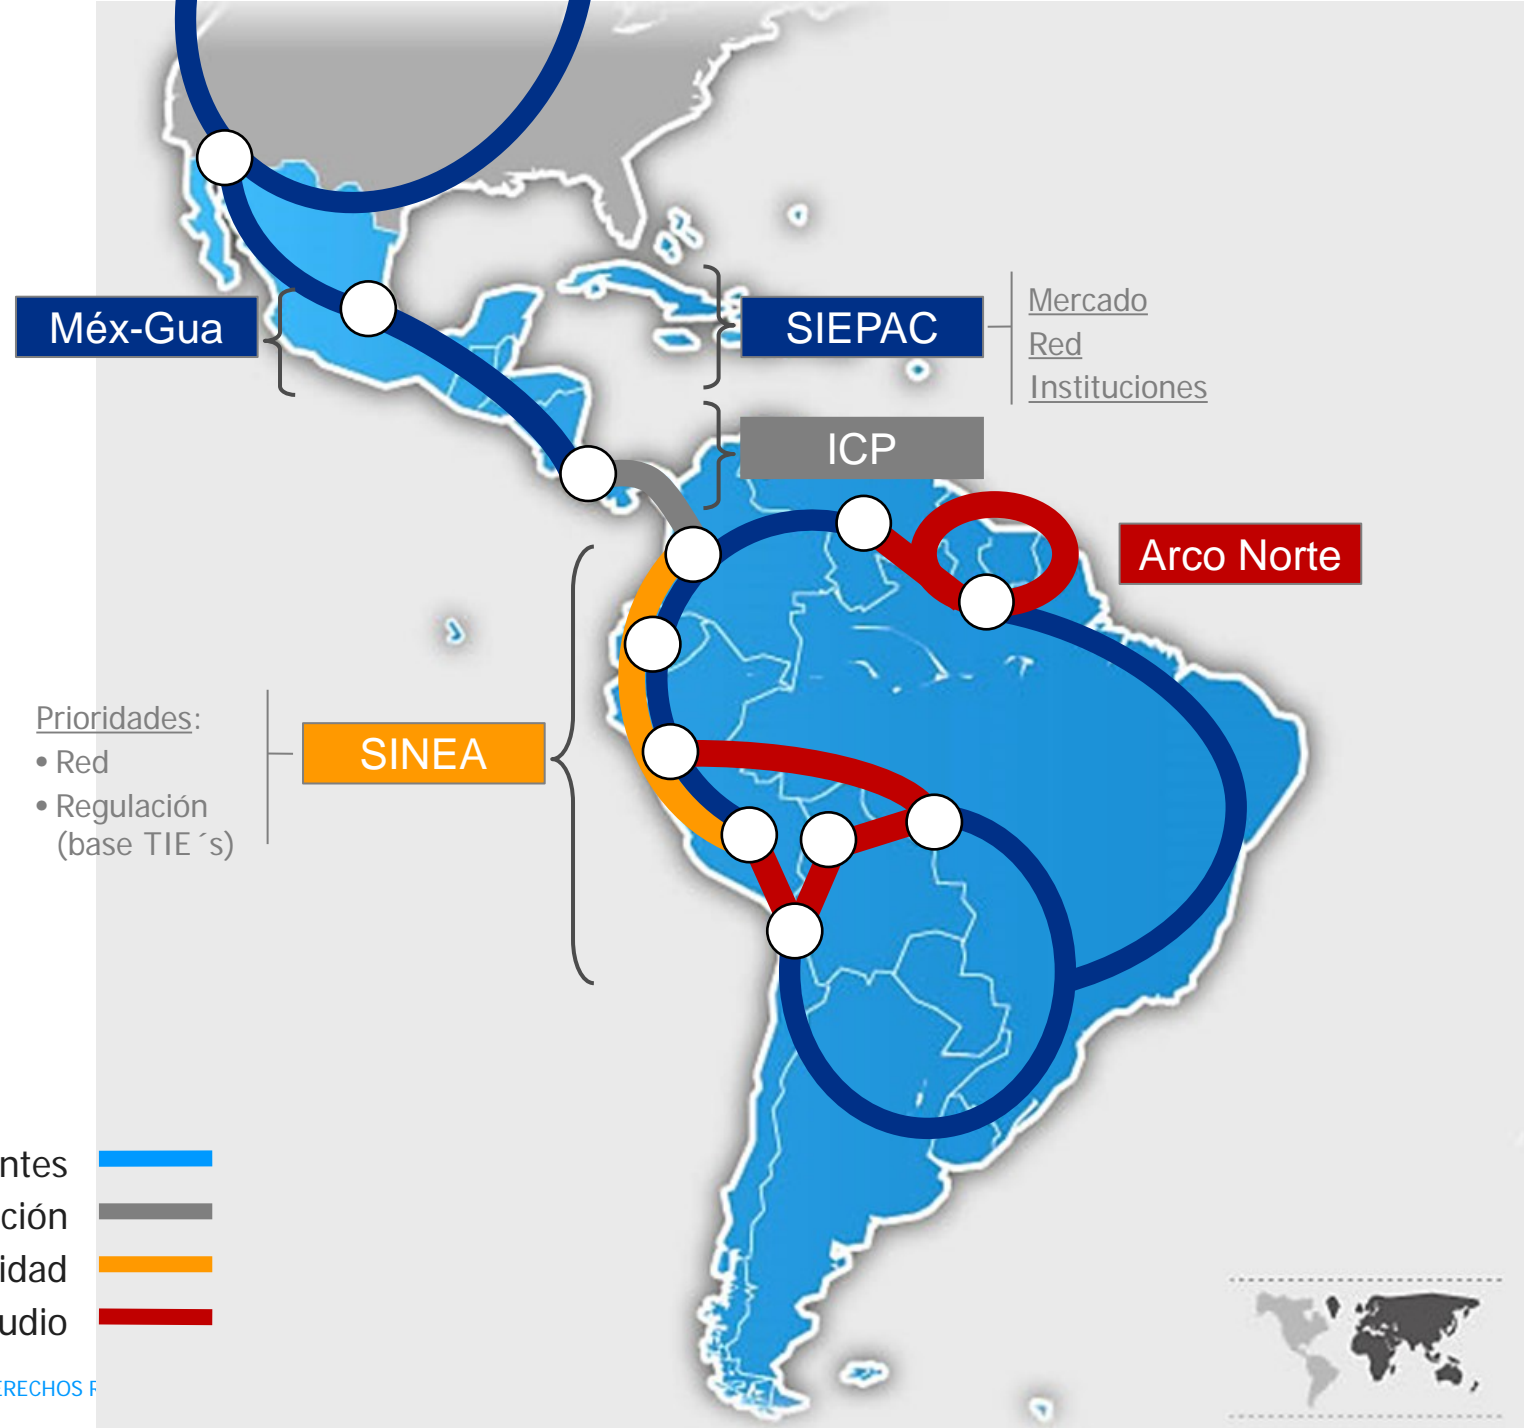 Méx-Gua
SIEPAC
Mercado
Red
Instituciones
ICP
Arco Norte
Prioridades:
• Red
• Regulación
(base TIE´s)
SINEA
ntes
ción
idad
udio
ERECHOS R